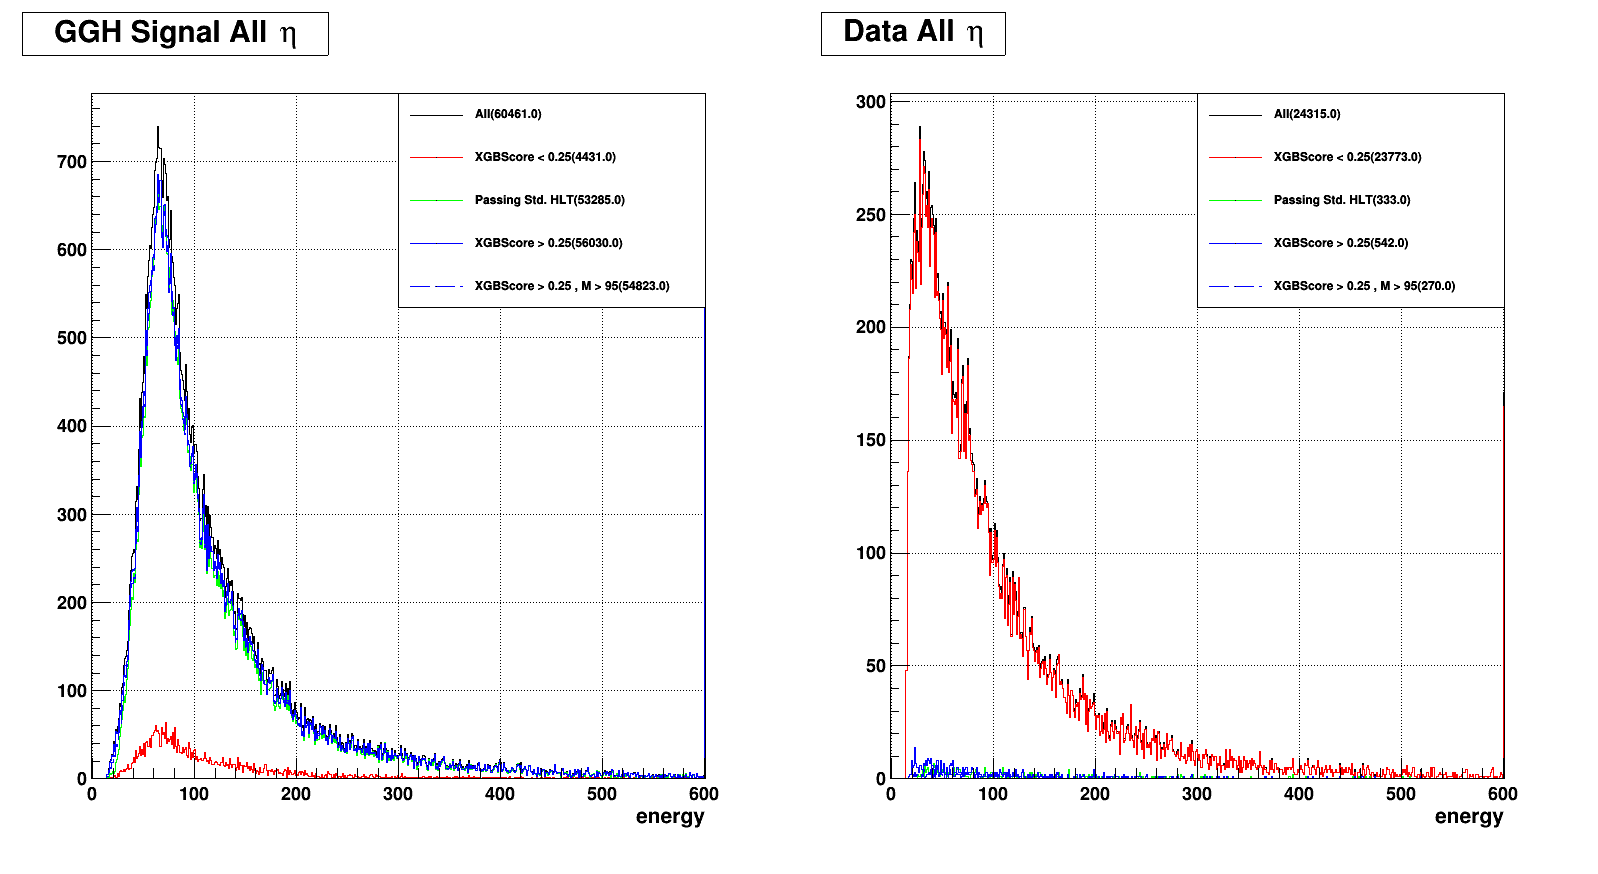 GGH Signal All η
All(60461.0)
XGBScore < 0.25(4431.0)
Passing Std. HLT(53285.0)
XGBScore > 0.25(56030.0)
XGBScore > 0.25 , M > 95(54823.0)
700
600
500
400
300
200
100
0
0 100 200 300 400 500 600
energy
Data All η
All(24315.0)
XGBScore < 0.25(23773.0)
Passing Std. HLT(333.0)
XGBScore > 0.25(542.0)
XGBScore > 0.25 , M > 95(270.0)
300
250
200
150
100
50
0
0 100 200 300 400 500 600
energy